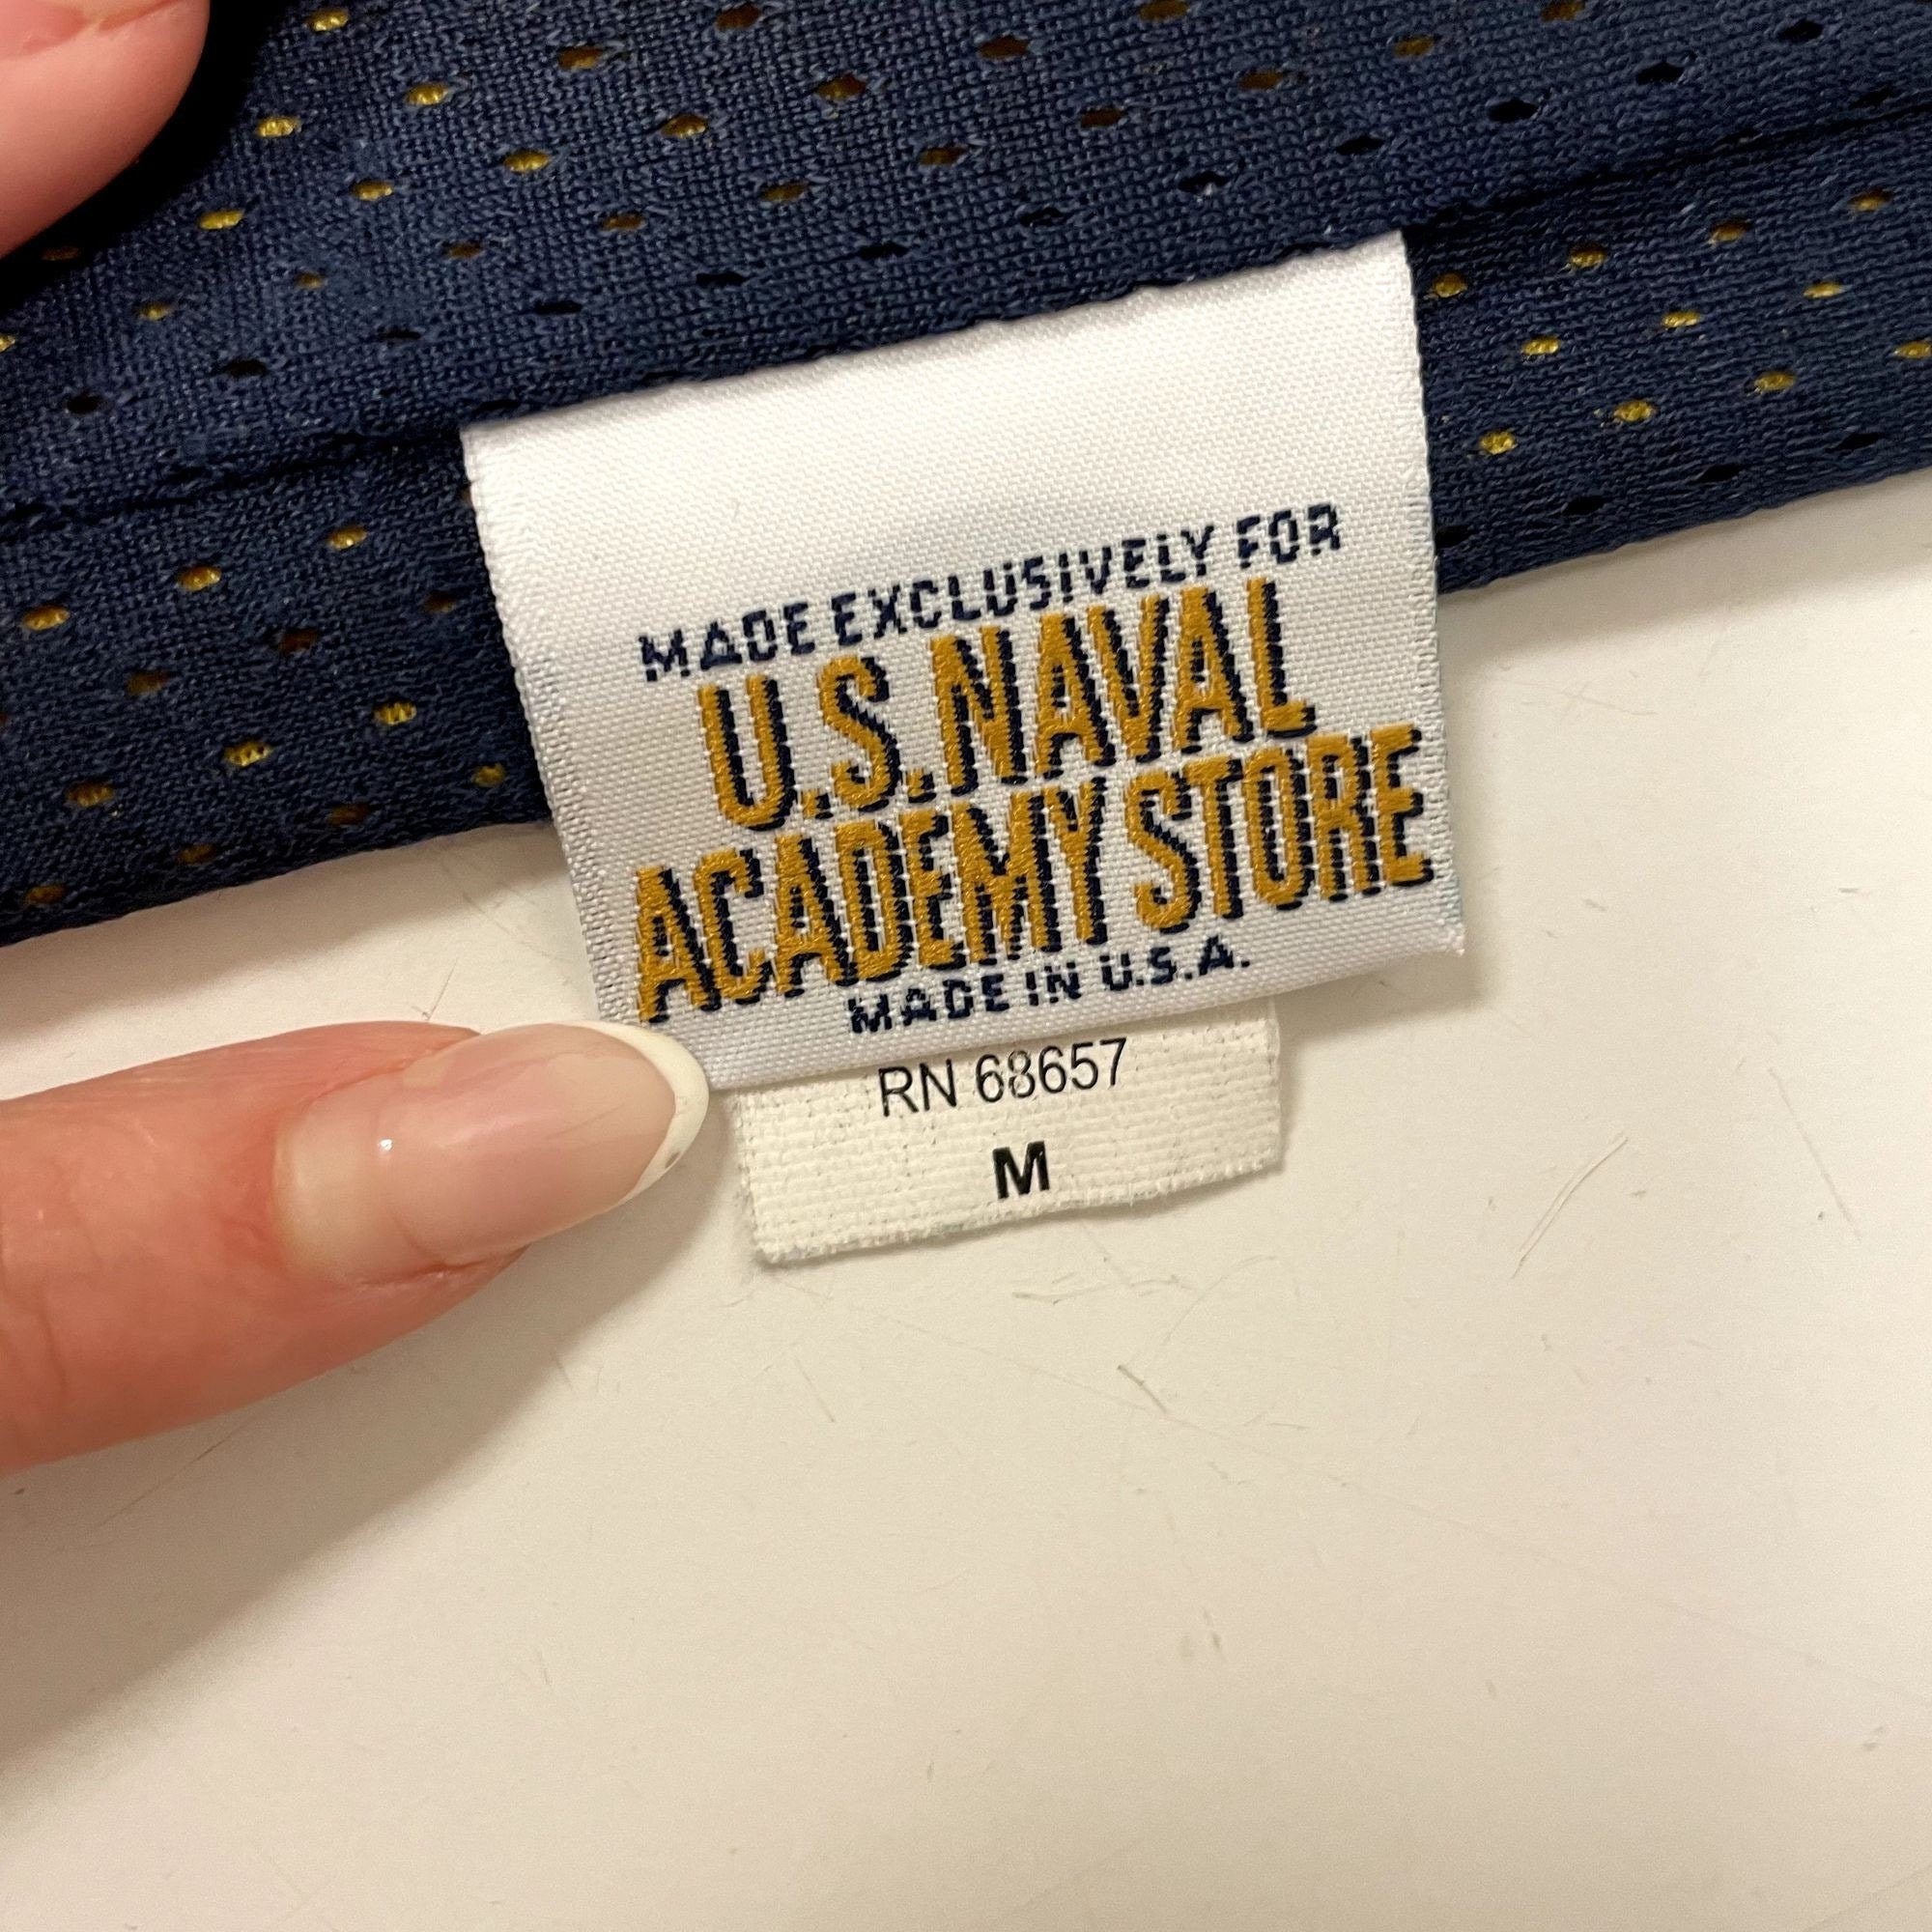 MADE EXCLUSIVELY FOR
U.S. NAVAL
ACADEMY STORE
MADE IN U.S.A.
RN 68657
M